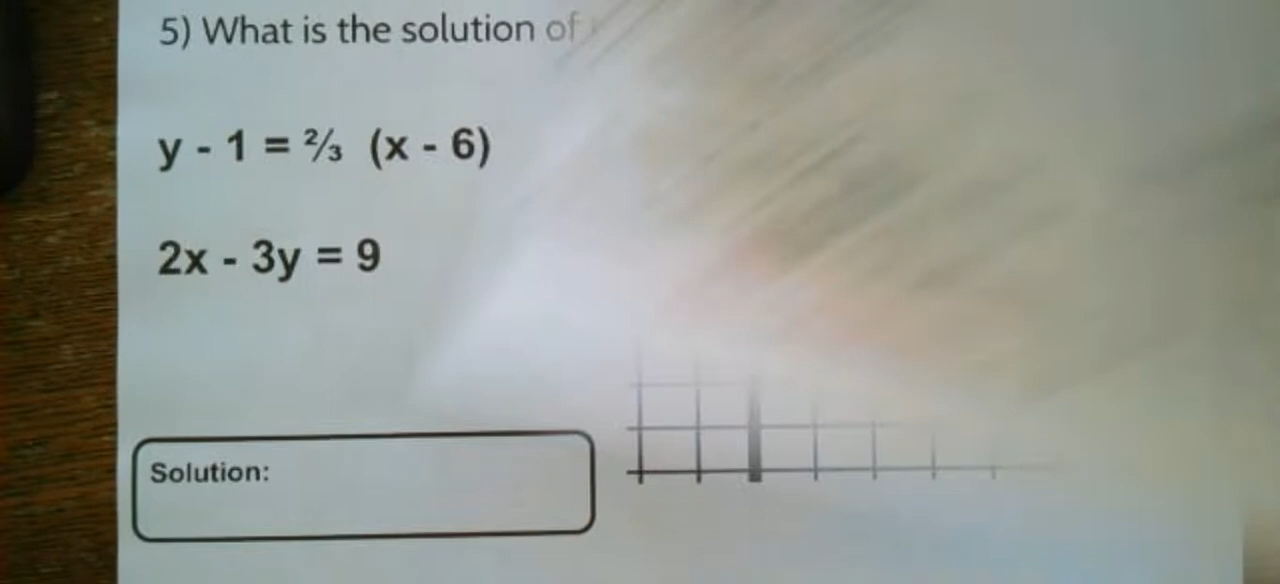 5) What is the solution of
y - 1 = ⅔ (x - 6)
2x - 3y = 9
Solution: